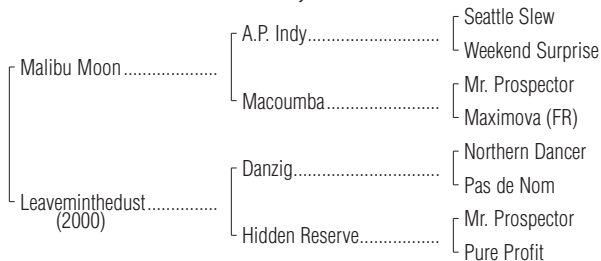 Seattle Slew
A.P. Indy..............................
Weekend Surprise
Malibu Moon.....................
Mr. Prospector
Macoumba..............................
Maximova (FR)
Northern Dancer
Danzig.................................
Pas de Nom
Leaveminthedust...............
(2000)
Mr. Prospector
Hidden Reserve..................
Pure Profit